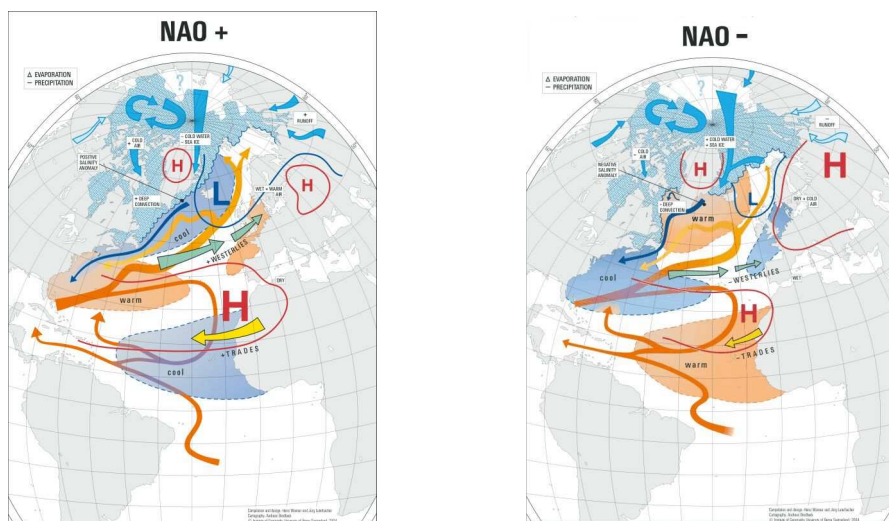 NAO +
Δ EVAPORATION
– PRECIPITATION
?
+ COLD
AIR
– COLD WATER
– SEA ICE
+
RUNOFF
POSITIVE
SALINITY
ANOMALY
H
H
+ DEEP
CONVECTION
L
WET + WARM
AIR
cool
+ WESTERLIES
DRY
warm
H
+ TRADES
cool
NAO –
Δ EVAPORATION
– PRECIPITATION
?
– COLD
AIR
+ COLD WATER
+ SEA ICE
–
RUNOFF
NEGATIVE
SALINITY
ANOMALY
H
H
– DEEP
CONVECTION
L
DRY + COLD
AIR
warm
cool
– WESTERLIES
WET
H
– TRADES
warm